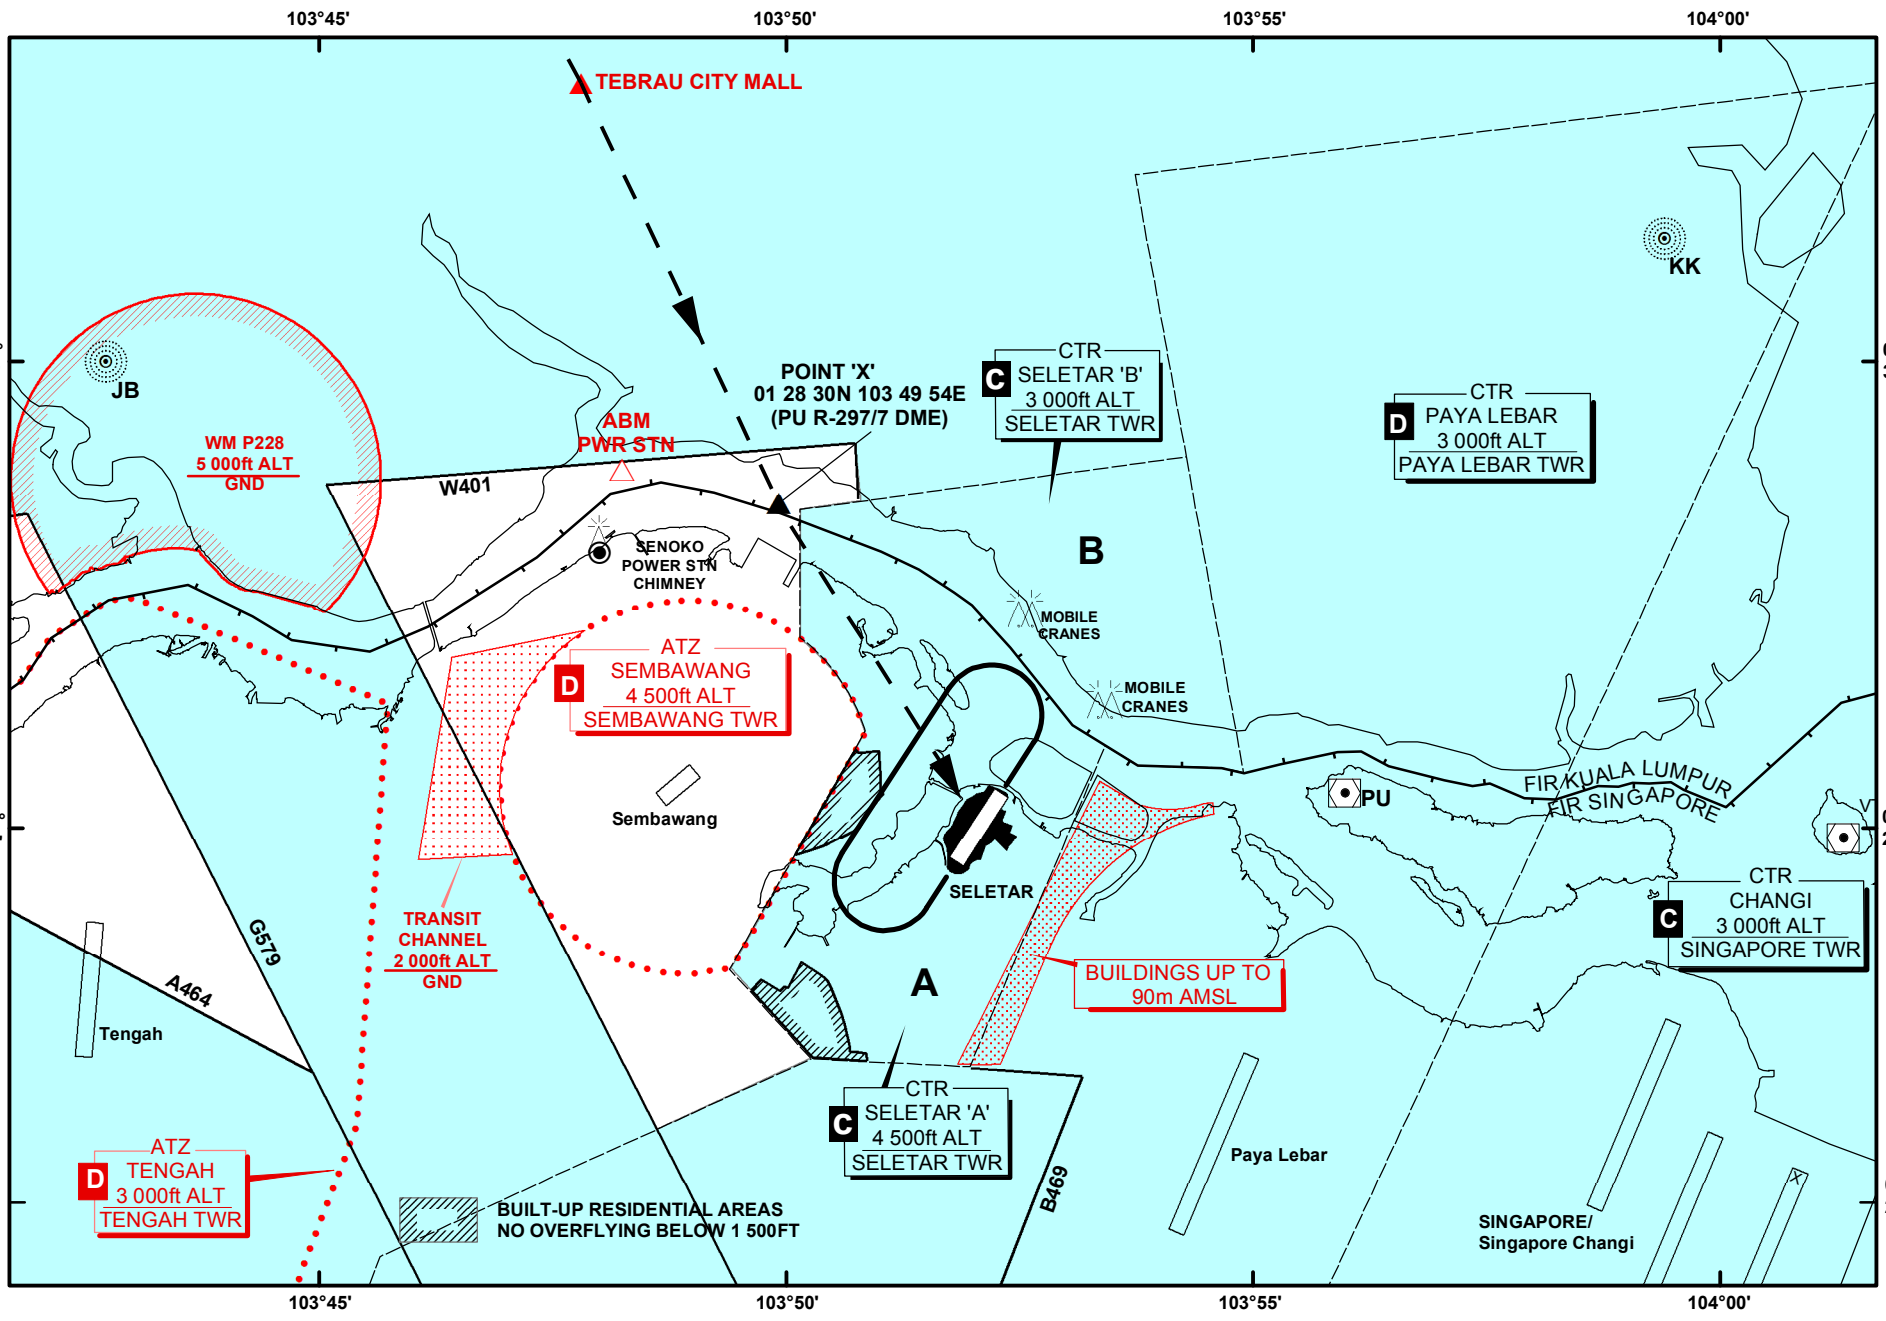 103°45'
103°50'
103°55'
104°00'
TEBRAU CITY MALL
KK
JB
WM P228
5 000ft ALT
GND
ABM
PWR STN
W401
POINT 'X'
01 28 30N 103 49 54E
(PU R-297/7 DME)
CTR
C
SELETAR 'B'
3 000ft ALT
SELETAR TWR
CTR
D
PAYA LEBAR
3 000ft ALT
PAYA LEBAR TWR
SENOKO
POWER STN
CHIMNEY
B
MOBILE
CRANES
MOBILE
CRANES
ATZ
D
SEMBAWANG
4 500ft ALT
SEMBAWANG TWR
Sembawang
FIR KUALA LUMPUR
FIR SINGAPORE
PU
SELETAR
TRANSIT
CHANNEL
2 000ft ALT
GND
G579
A464
Tengah
A
BUILDINGS UP TO
90m AMSL
CTR
C
CHANGI
3 000ft ALT
SINGAPORE TWR
CTR
C
SELETAR 'A'
4 500ft ALT
SELETAR TWR
B469
Paya Lebar
X
SINGAPORE/
Singapore Changi
ATZ
D
TENGAH
3 000ft ALT
TENGAH TWR
BUILT-UP RESIDENTIAL AREAS
NO OVERFLYING BELOW 1 500FT
103°45'
103°50'
103°55'
104°00'